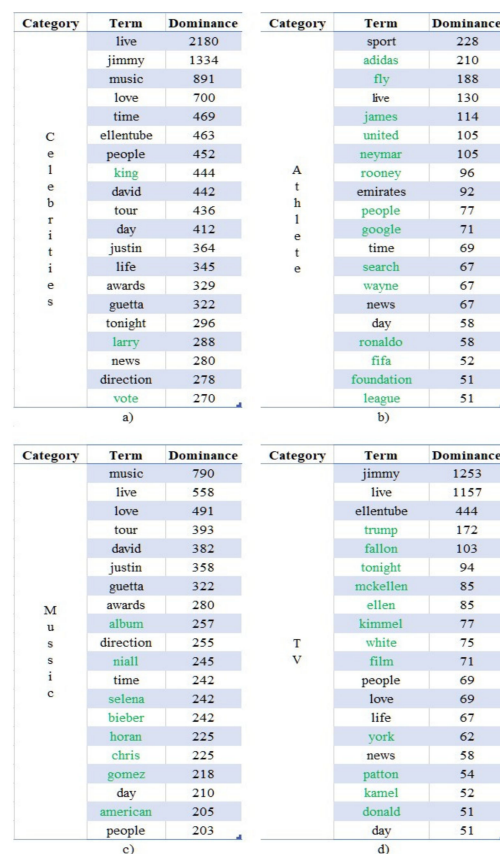 Category Term Dominance
Celebrities
live 2180
jimmy 1334
music 891
love 700
time 469
ellentube 463
people 452
king 444
david 442
tour 436
day 412
justin 364
life 345
awards 329
guetta 322
tonight 296
larry 288
news 280
direction 278
vote 270
a)
Category Term Dominance
Athlete
sport 228
adidas 210
fly 188
live 130
james 114
united 105
neymar 105
rooney 96
emirates 92
people 77
google 71
time 69
search 67
wayne 67
news 67
day 58
ronaldo 58
fifa 52
foundation 51
league 51
b)
Category Term Dominance
Mussic
music 790
live 558
love 491
tour 393
david 382
justin 358
guetta 322
awards 280
album 257
direction 255
niall 245
time 242
selena 242
bieber 242
horan 225
chris 225
gomez 218
day 210
american 205
people 203
c)
Category Term Dominance
TV
jimmy 1253
live 1157
ellentube 444
trump 172
fallon 103
tonight 94
mckellen 85
ellen 85
kimmel 77
white 75
film 71
people 69
love 69
life 67
york 62
news 58
patton 54
kamel 52
donald 51
day 51
d)